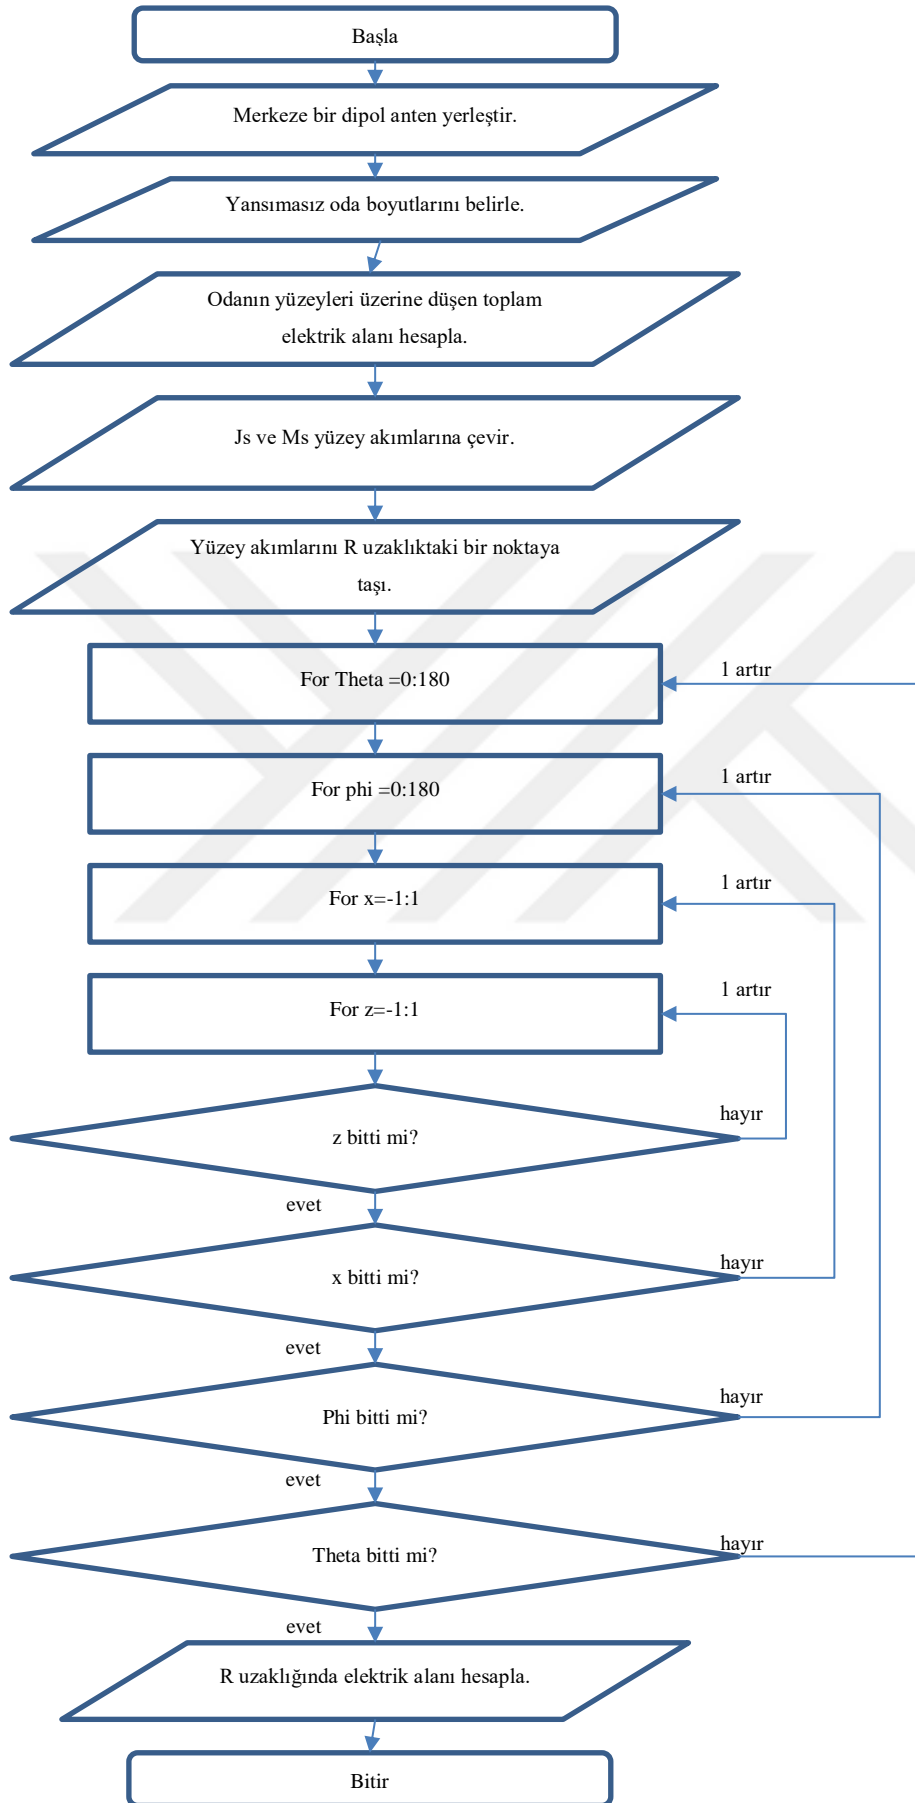 Başla
Merkeze bir dipol anten yerleştir.
Yansımasız oda boyutlarını belirle.
Odanın yüzeyleri üzerine düşen toplam
elektrik alanı hesapla.
Js ve Ms yüzey akımlarına çevir.
Yüzey akımlarını R uzaklıktaki bir noktaya
taşı.
For Theta =0:180
1 artır
For phi =0:180
1 artır
For x=-1:1
1 artır
For z=-1:1
1 artır
z bitti mi?
hayır
evet
x bitti mi?
hayır
evet
Phi bitti mi?
hayır
evet
Theta bitti mi?
hayır
evet
R uzaklığında elektrik alanı hesapla.
Bitir